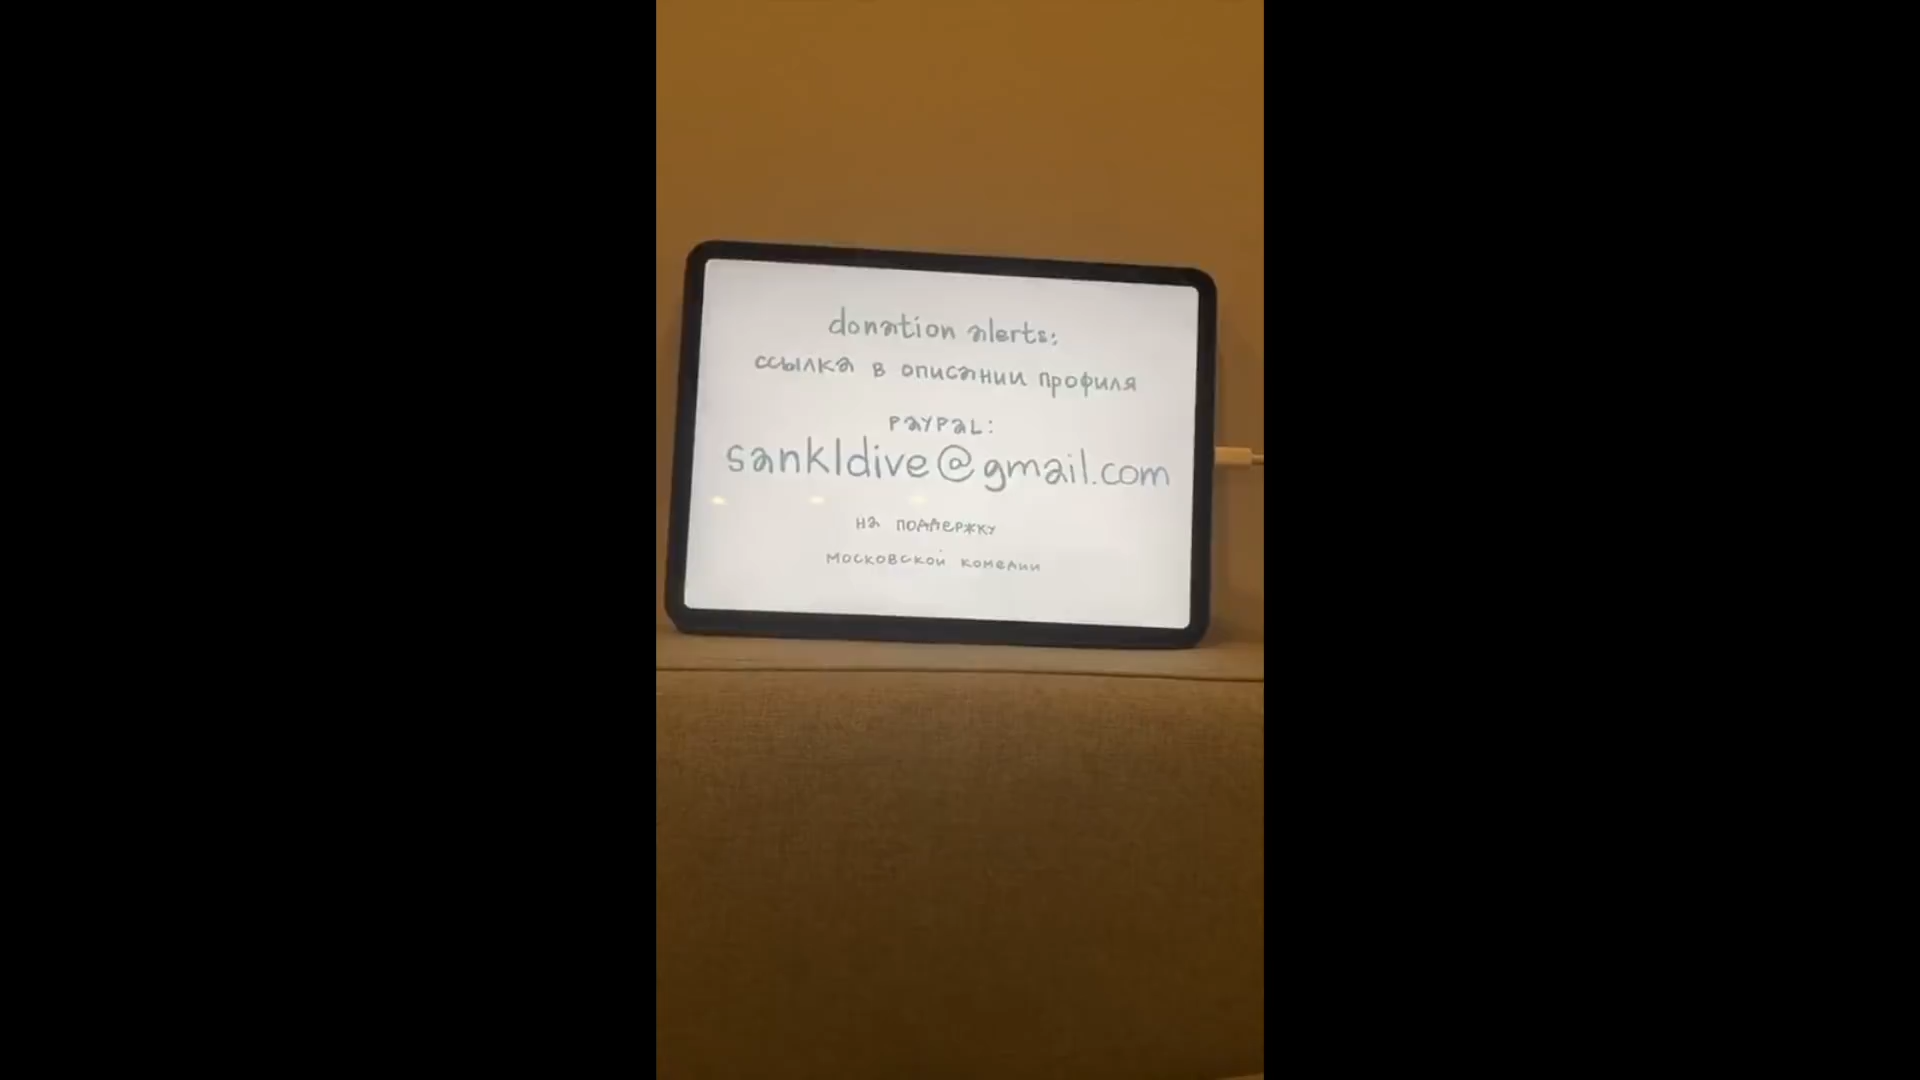 donation alerts:
ссылка в описании профиля
PAYPAL:
sankldive@gmail.com
на поддержку
московской комедии